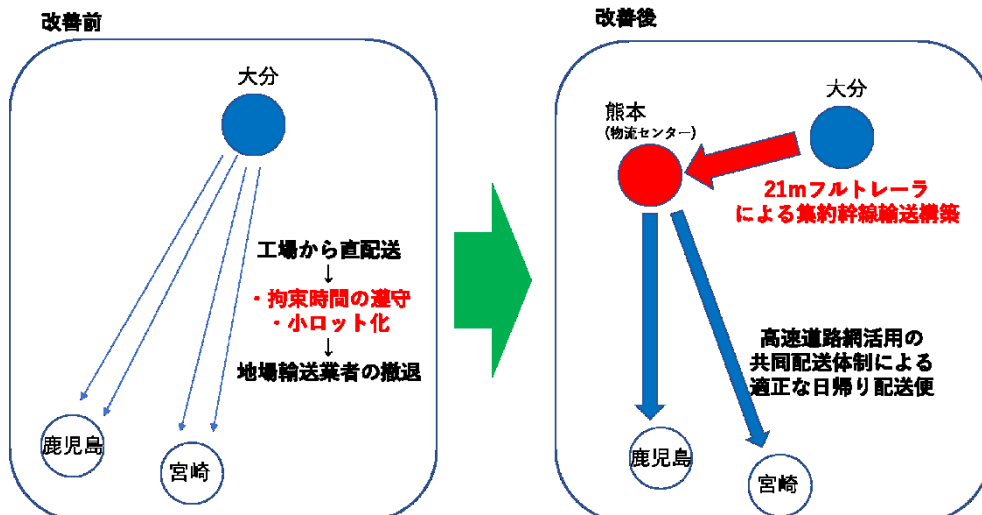 改善前
大分
工場から直配送
↓
・拘束時間の遵守
・小ロット化
↓
地場輸送業者の撤退
鹿児島
宮崎
改善後
大分
熊本
(物流センター)
21mフルトレーラ
による集約幹線輸送構築
高速道路網活用の
共同配送体制による
適正な日帰り配送便
鹿児島
宮崎